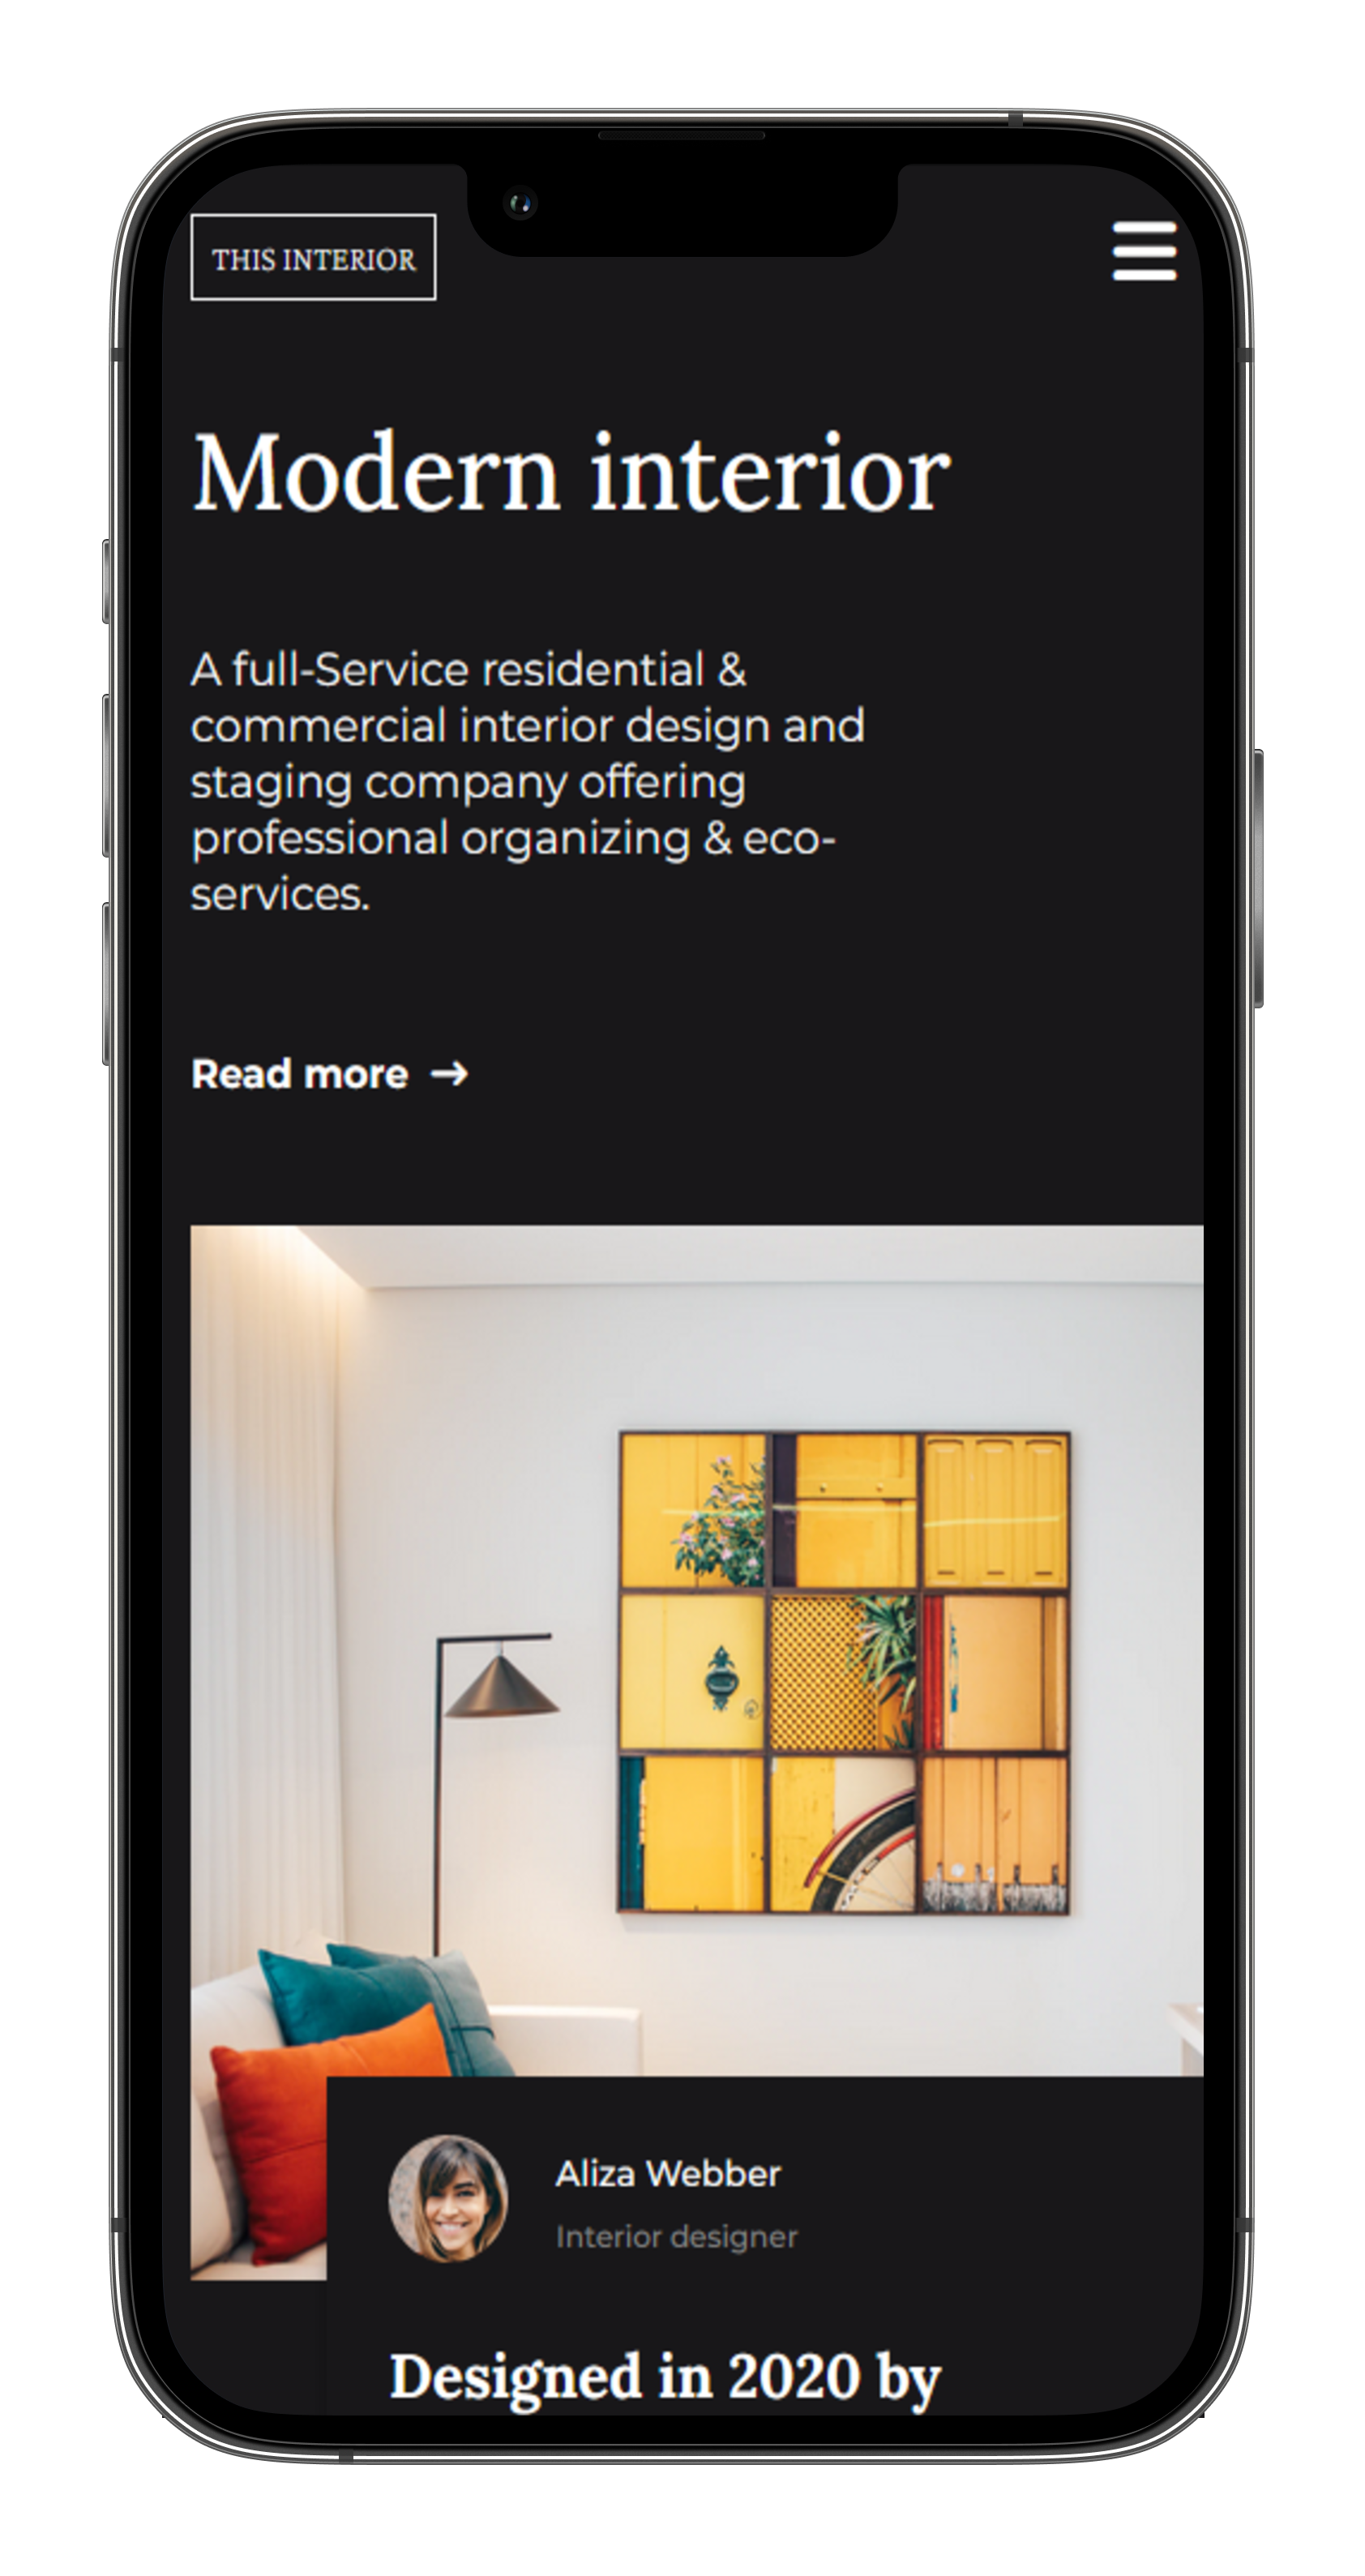 THIS INTERIOR
Modern interior
A full-Service residential &
commercial interior design and
staging company offering
professional organizing & eco-
services.
Read more →
Aliza Webber
Interior designer
Designed in 2020 by